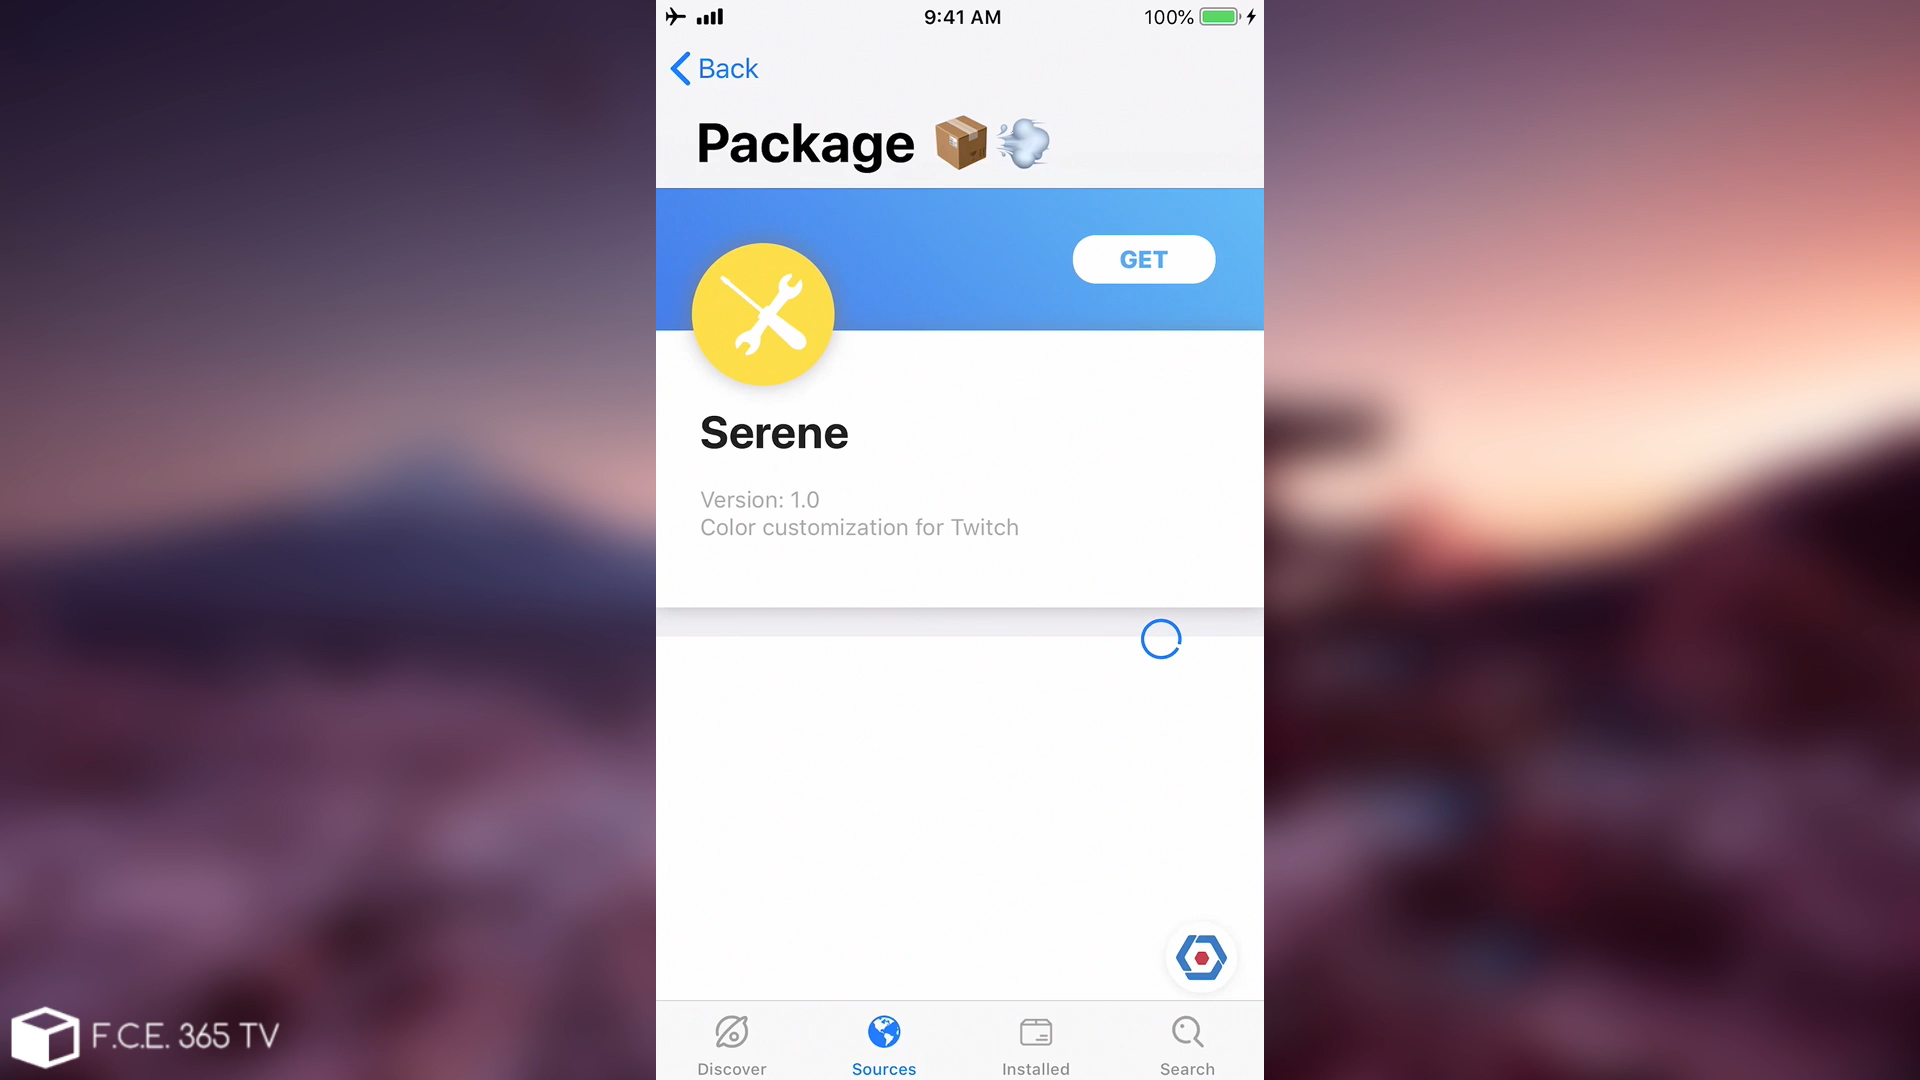 9:41 AM
100%
Back
Package 📦💨
GET
Serene
Version: 1.0
Color customization for Twitch
Discover
Sources
Installed
Search
F.C.E. 365 TV